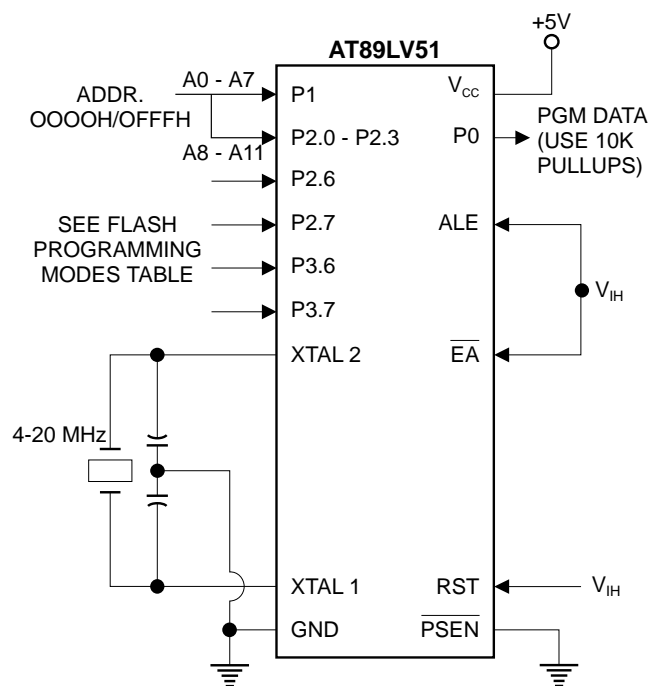 +5V
AT89LV51
ADDR.
OOOOH/OFFFH
A0 - A7
A8 - A11
SEE FLASH
PROGRAMMING
MODES TABLE
4-20 MHz
P1
P2.0 - P2.3
P2.6
P2.7
P3.6
P3.7
XTAL 2
XTAL 1
GND
VCC
P0
ALE
EA
RST
PSEN
PGM DATA
(USE 10K
PULLUPS)
VIH
VIH